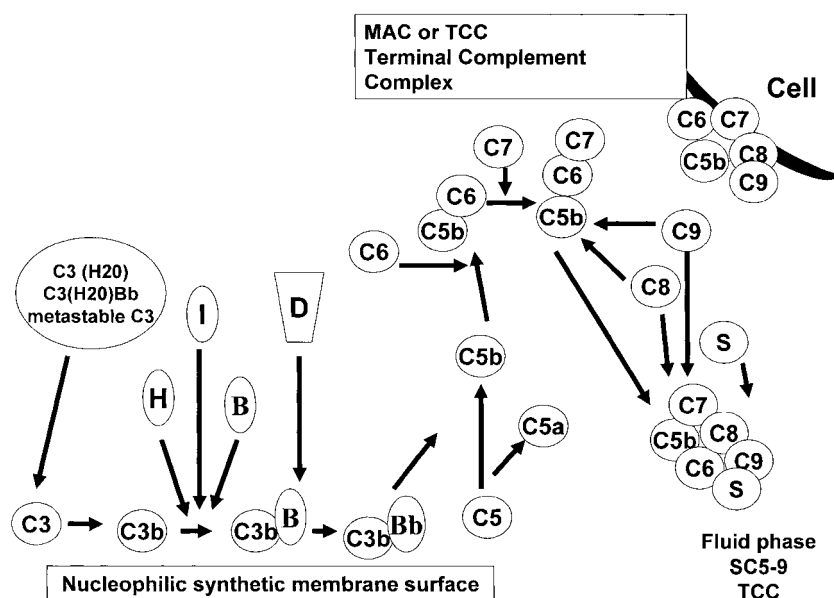 MAC or TCC
Terminal Complement
Complex
Cell
C6 C7
C5b C8
C9
C7
C7
C6
C6
C5b
C5b
C6
C9
C8
C3 (H20)
C3(H20)Bb
metastable C3
I
D
S
C5b
H
B
C7
C5a
C5b
C8
C6
C9
S
C3
C3b
C3b
B
C3b
Bb
C5
Fluid phase
SC5-9
TCC
Nucleophilic synthetic membrane surface